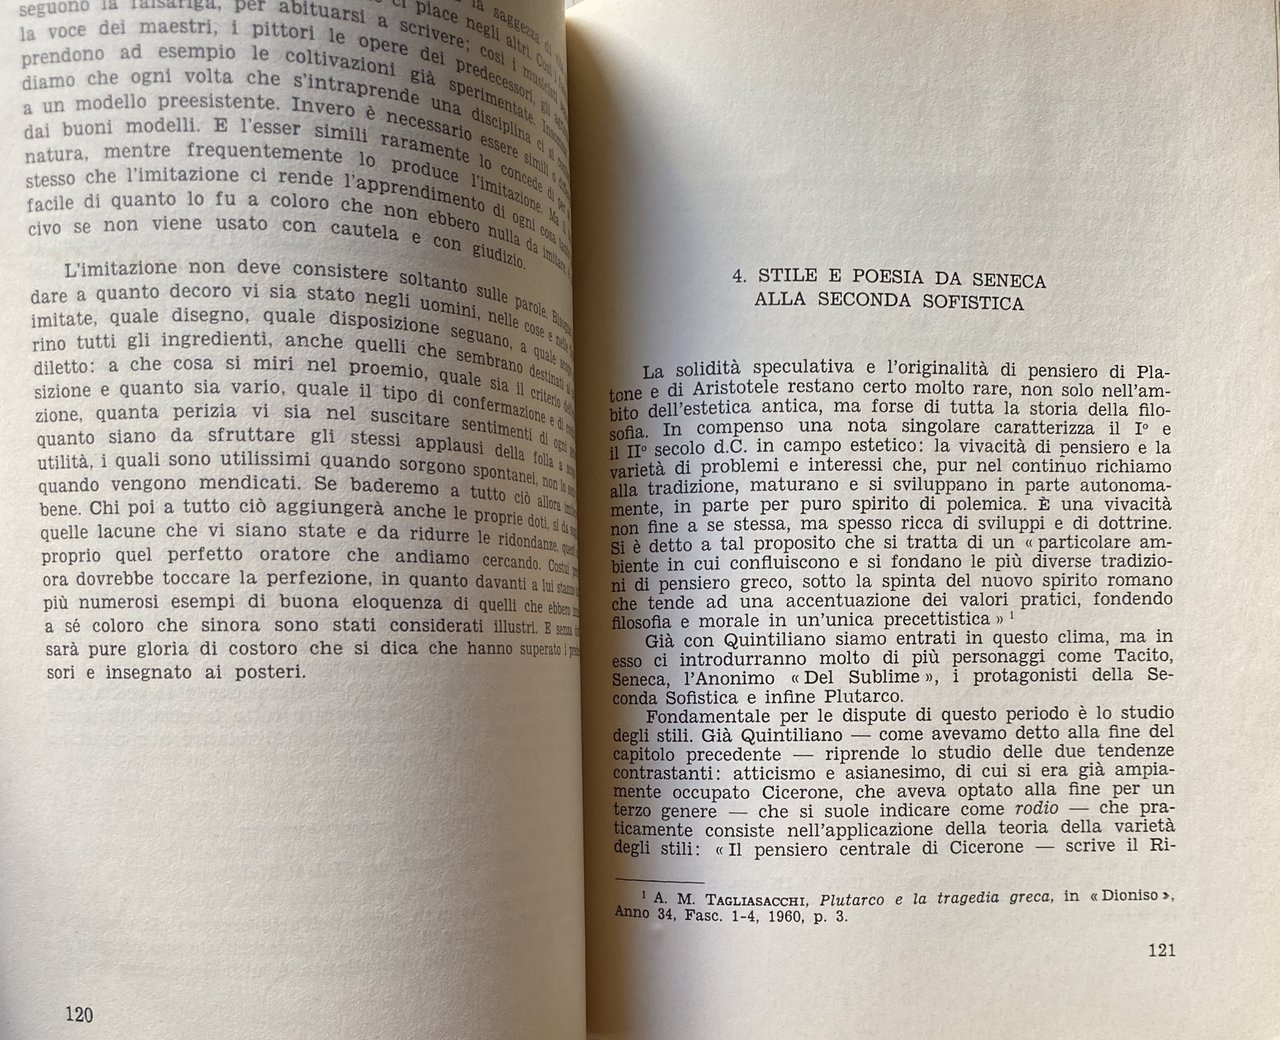 seguono la falsariga, per abituarsi a scrivere; così i musicisti
la voce dei maestri, i pittori le opere dei predecessori, gli
prendono ad esempio le coltivazioni già sperimentate. Insomma
diamo che ogni volta che s'intraprende una disciplina ci si
a un modello preesistente. Invero è necessario essere simili o
dai buoni modelli. E l'esser simili raramente lo concede di per
natura, mentre frequentemente lo produce l'imitazione. Ma
stesso che l'imitazione ci rende l'apprendimento di ogni cosa
facile di quanto lo fu a coloro che non ebbero nulla da imitare
civo se non viene usato con cautela e con giudizio.
L'imitazione non deve consistere soltanto sulle parole. Bisogna
dare a quanto decoro vi sia stato negli uomini, nelle cose e nelle
imitate, quale disegno, quale disposizione seguano, a quale
rino tutti gli ingredienti, anche quelli che sembrano destinati al
diletto: a che cosa si miri nel proemio, quale sia il criterio
sizione e quanto sia vario, quale il tipo di confermazione e di
zione, quanta perizia vi sia nel suscitare sentimenti di ogni
quanto siano da sfruttare gli stessi applausi della folla a
utilità, i quali sono utilissimi quando sorgono spontanei, non lo sono
quando vengono mendicati. Se baderemo a tutto ciò allora
bene. Chi poi a tutto ciò aggiungerà anche le proprie doti, sì da
quelle lacune che vi siano state e da ridurre le ridondanze,
proprio quel perfetto oratore che andiamo cercando. Costui
ora dovrebbe toccare la perfezione, in quanto davanti a lui stanno
più numerosi esempi di buona eloquenza di quelli che ebbero
a sé coloro che sinora sono stati considerati illustri. E
sarà pure gloria di costoro che si dica che hanno superato i
sori e insegnato ai posteri.
120
4. STILE E POESIA DA SENECA
ALLA SECONDA SOFISTICA
La solidità speculativa e l'originalità di pensiero di Pla-
tone e di Aristotele restano certo molto rare, non solo nell'am-
bito dell'estetica antica, ma forse di tutta la storia della filo-
sofia. In compenso una nota singolare caratterizza il I° e
il II° secolo d.C. in campo estetico: la vivacità di pensiero e la
varietà di problemi e interessi che, pur nel continuo richiamo
alla tradizione, maturano e si sviluppano in parte autonoma-
mente, in parte per puro spirito di polemica. È una vivacità
non fine a se stessa, ma spesso ricca di sviluppi e di dottrine.
Si è detto a tal proposito che si tratta di un « particolare am-
biente in cui confluiscono e si fondano le più diverse tradizio-
ni di pensiero greco, sotto la spinta del nuovo spirito romano
che tende ad una accentuazione dei valori pratici, fondendo
filosofia e morale in un'unica precettistica » ¹
Già con Quintiliano siamo entrati in questo clima, ma in
esso ci introdurranno molto di più personaggi come Tacito,
Seneca, l'Anonimo « Del Sublime », i protagonisti della Se-
conda Sofistica e infine Plutarco.
Fondamentale per le dispute di questo periodo è lo studio
degli stili. Già Quintiliano — come avevamo detto alla fine del
capitolo precedente — riprende lo studio delle due tendenze
contrastanti: atticismo e asianesimo, di cui si era già ampia-
mente occupato Cicerone, che aveva optato alla fine per un
terzo genere — che si suole indicare come rodio — che pra-
ticamente consiste nell'applicazione della teoria della varietà
degli stili: « Il pensiero centrale di Cicerone — scrive il Ri-
¹ A. M. TAGLIASACCHI, Plutarco e la tragedia greca, in « Dioniso »,
Anno 34, Fasc. 1-4, 1960, p. 3.
121